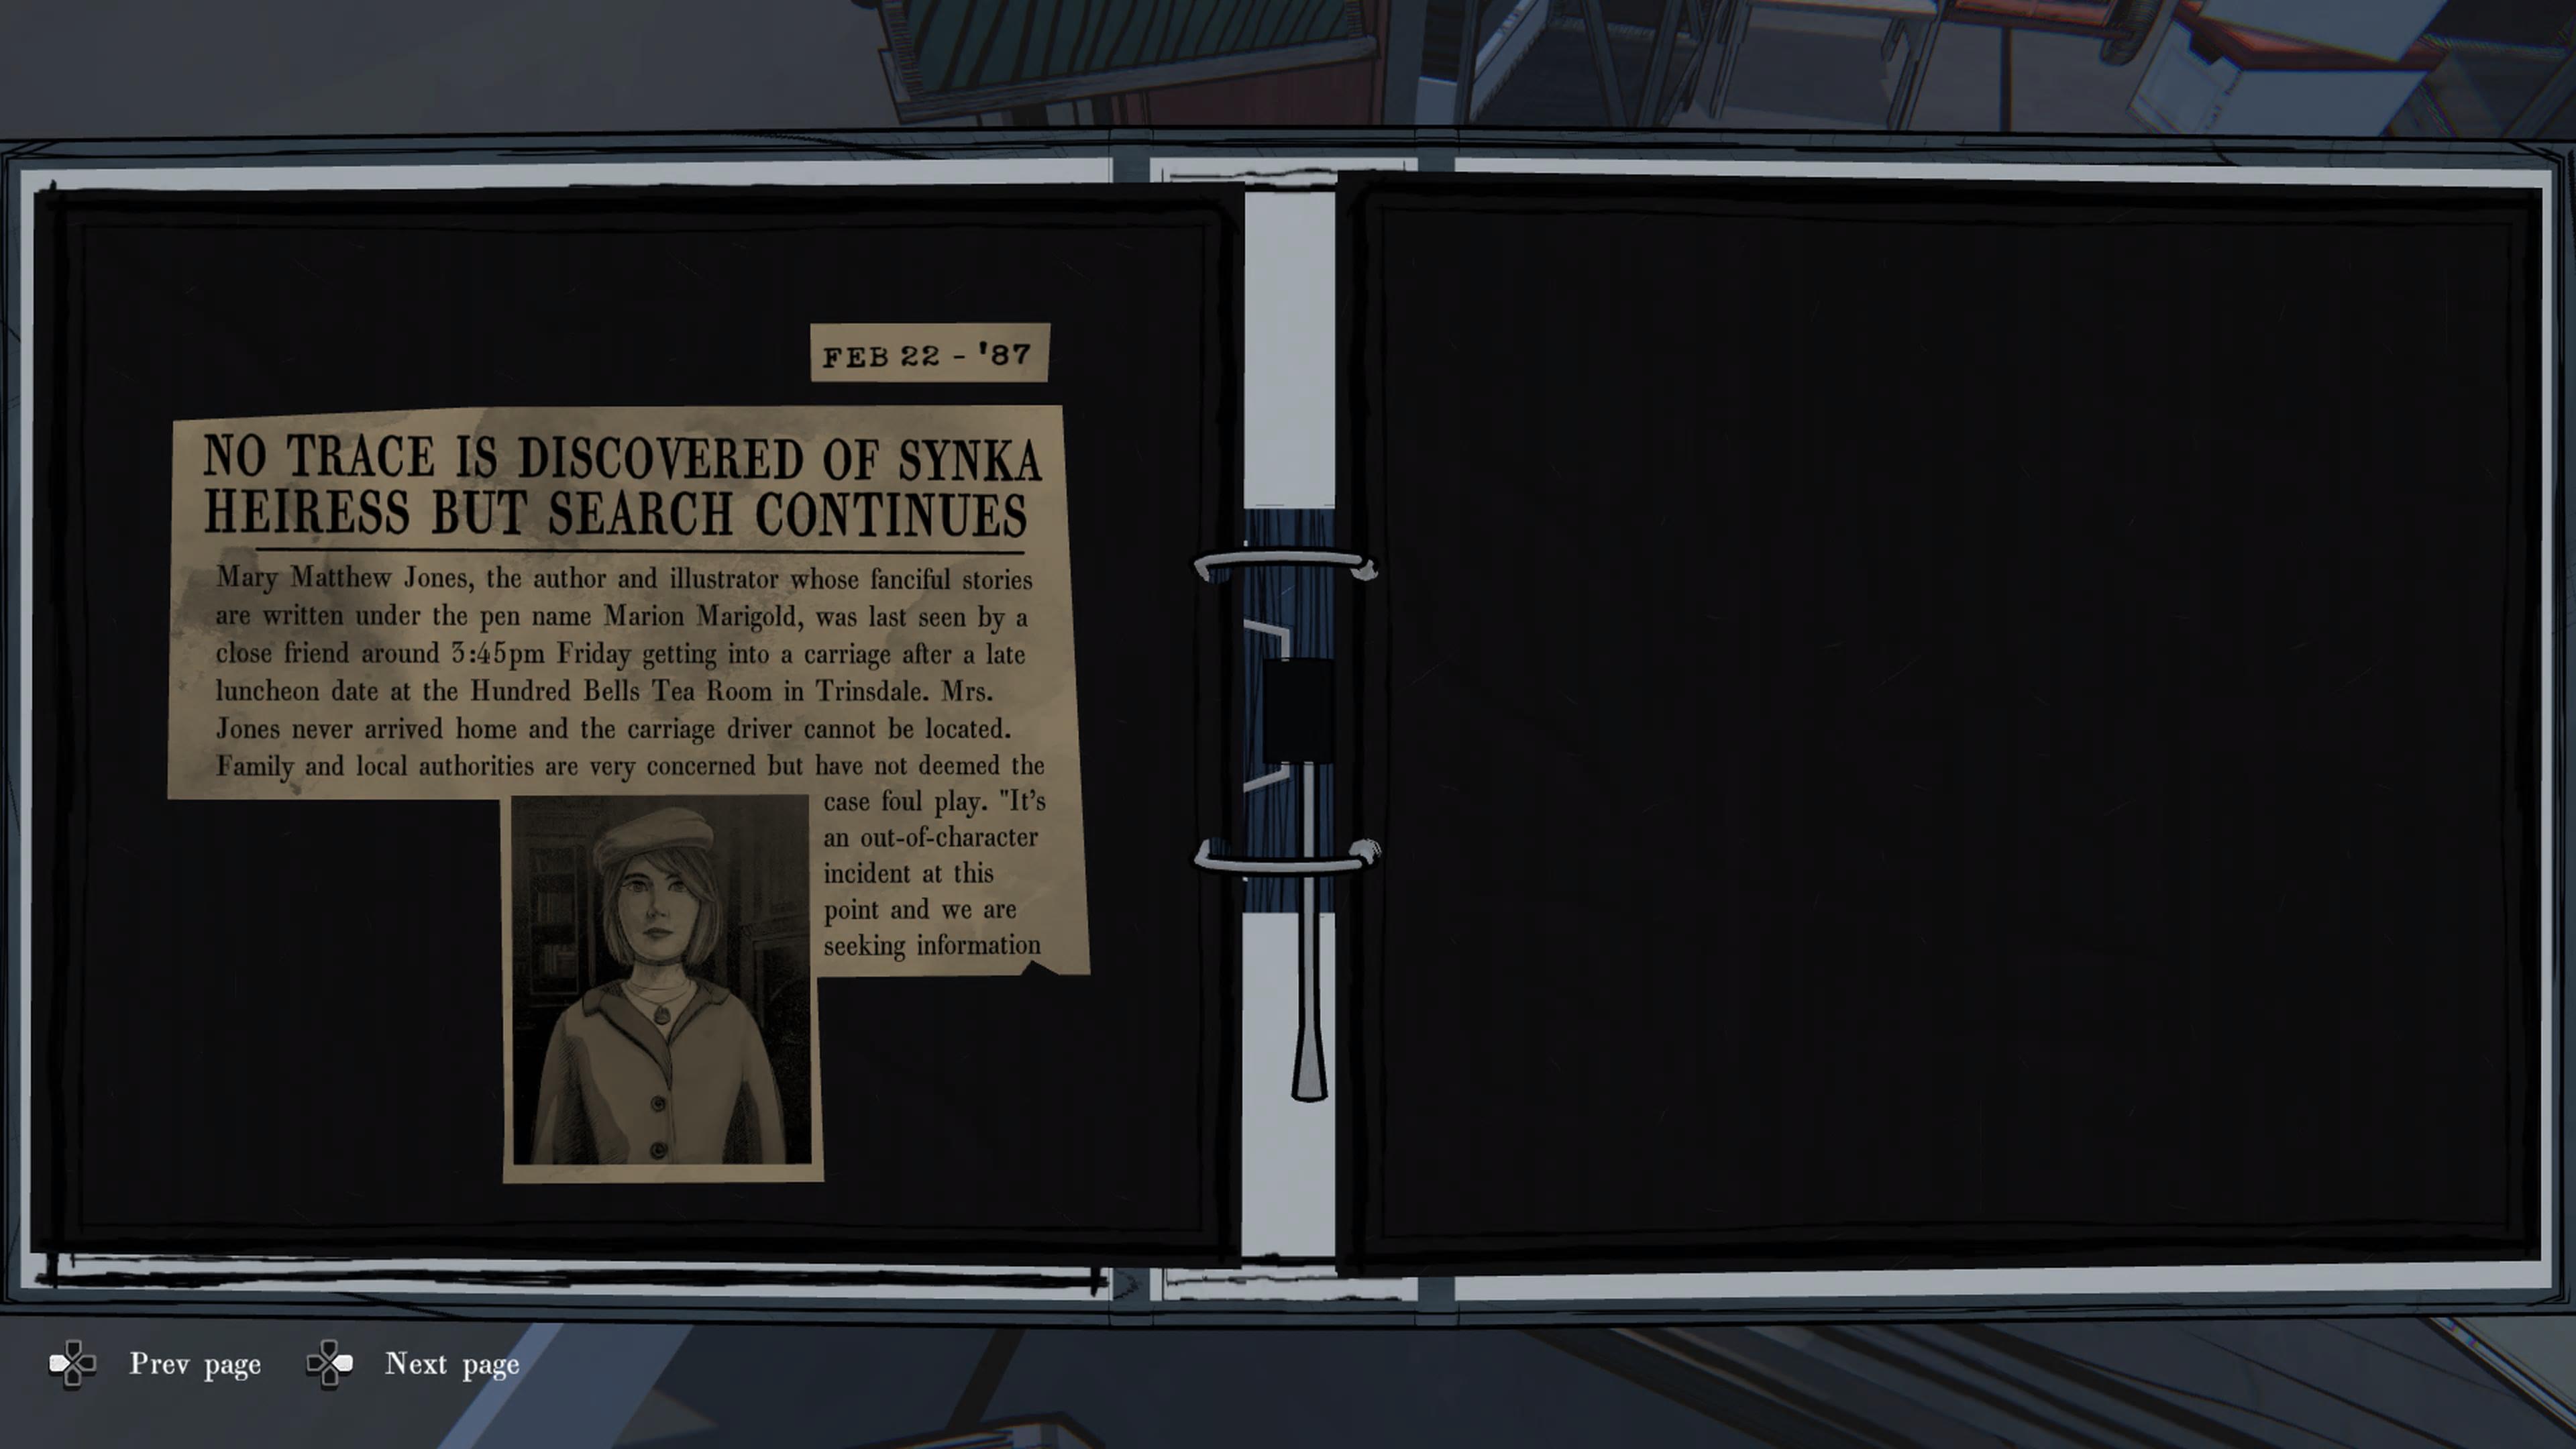 FEB 22 - '87
NO TRACE IS DISCOVERED OF SYNKA
HEIRESS BUT SEARCH CONTINUES
Mary Matthew Jones, the author and illustrator whose fanciful stories
are written under the pen name Marion Marigold, was last seen by a
close friend around 3:45pm Friday getting into a carriage after a late
luncheon date at the Hundred Bells Tea Room in Trinsdale. Mrs.
Jones never arrived home and the carriage driver cannot be located.
Family and local authorities are very concerned but have not deemed the
case foul play. "It's
an out-of-character
incident at this
point and we are
seeking information
Prev page
Next page